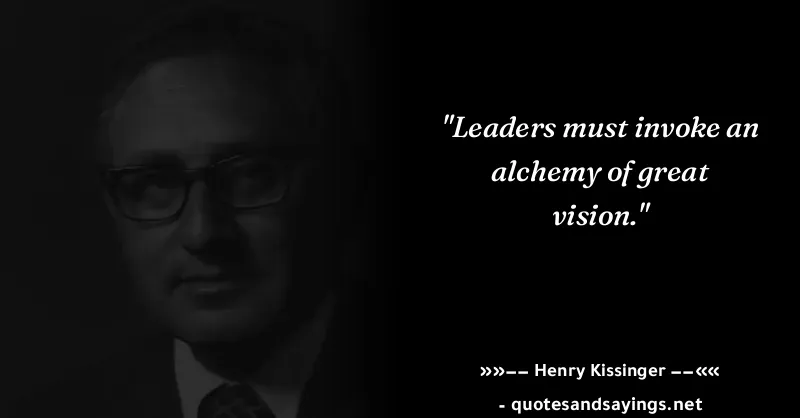 "Leaders must invoke an
alchemy of great
vision."
»»–– Henry Kissinger ––««
- quotesandsayings.net